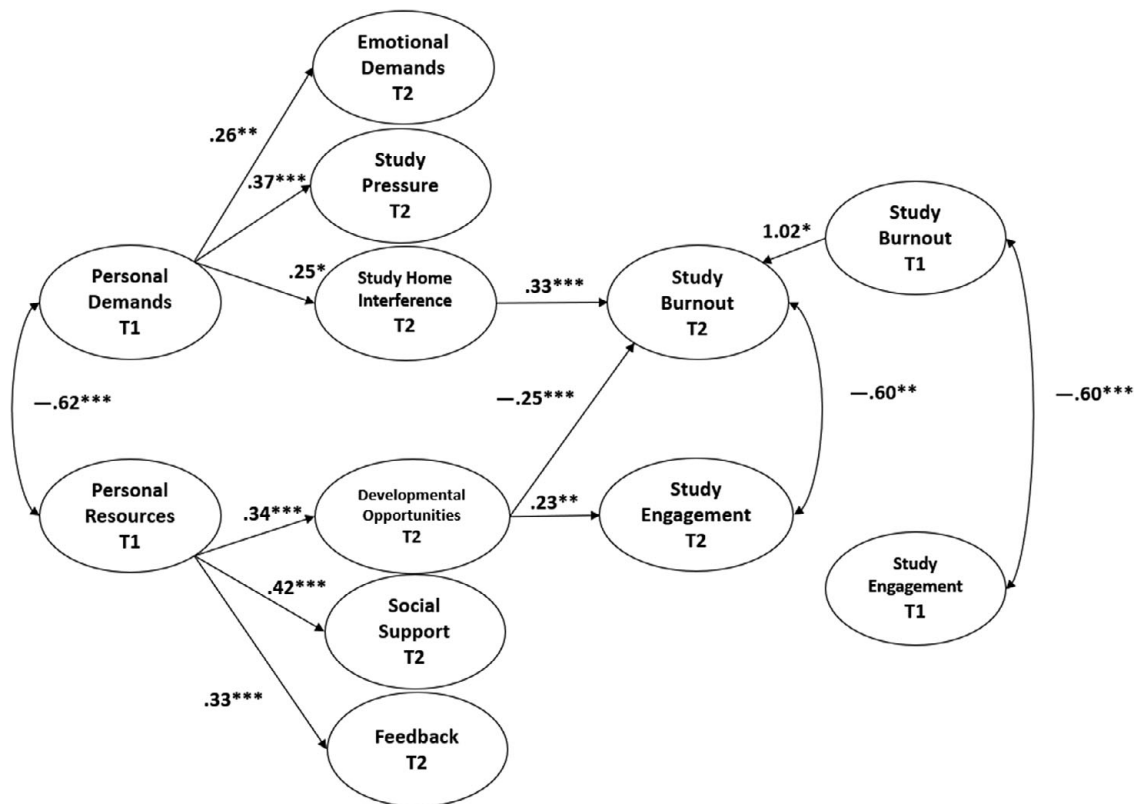 Emotional
Demands
T2
.26**
Study
Pressure
T2
.37***
Personal
Demands
T1
.25*
Study Home
Interference
T2
.33***
Study
Burnout
T2
1.02*
Study
Burnout
T1
—.62***
—.25***
—.60**
—.60***
Personal
Resources
T1
.34***
Developmental
Opportunities
T2
.23**
Study
Engagement
T2
Study
Engagement
T1
.42***
Social
Support
T2
.33***
Feedback
T2